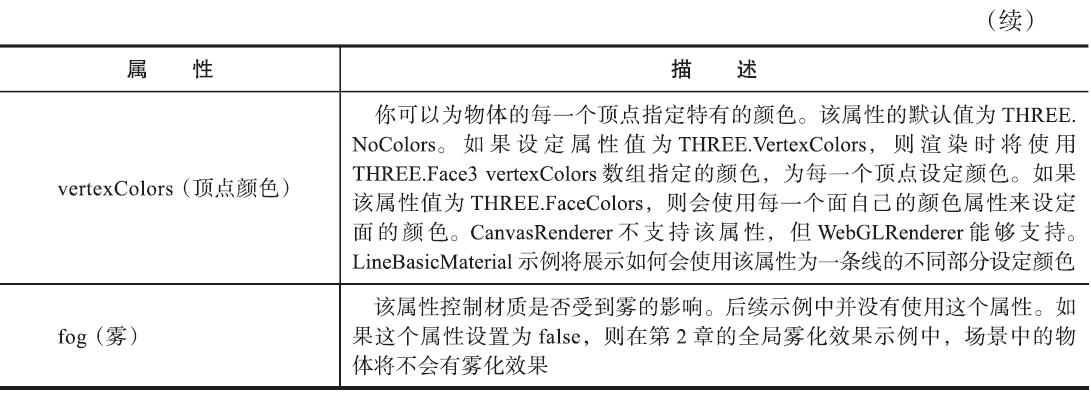 （续）
属 性
描 述
你可以为物体的每一个顶点指定特有的颜色。该属性的默认值为 THREE.
NoColors。如果设定属性值为 THREE.VertexColors，则渲染时将使用
THREE.Face3 vertexColors 数组指定的颜色，为每一个顶点设定颜色。如果
vertexColors（顶点颜色）
该属性值为 THREE.FaceColors，则会使用每一个面自己的颜色属性来设定
面的颜色。CanvasRenderer 不支持该属性，但 WebGLRenderer 能够支持。
LineBasicMaterial 示例将展示如何会使用该属性为一条线的不同部分设定颜色
该属性控制材质是否受到雾的影响。后续示例中并没有使用这个属性。如
fog（雾）
果这个属性设置为 false，则在第 2 章的全局雾化效果示例中，场景中的物
体将不会有雾化效果